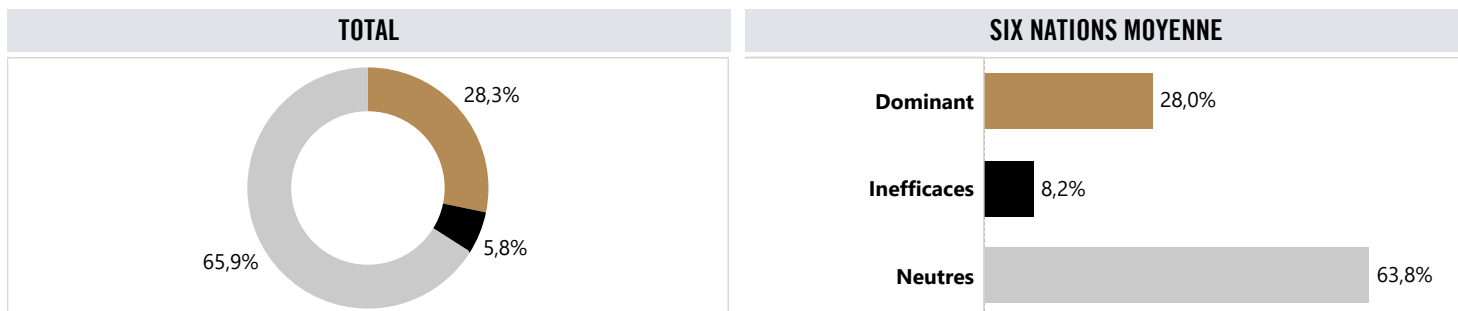 TOTAL
28,3%
5,8%
65,9%
SIX NATIONS MOYENNE
Dominant 28,0%
Inefficaces 8,2%
Neutres 63,8%